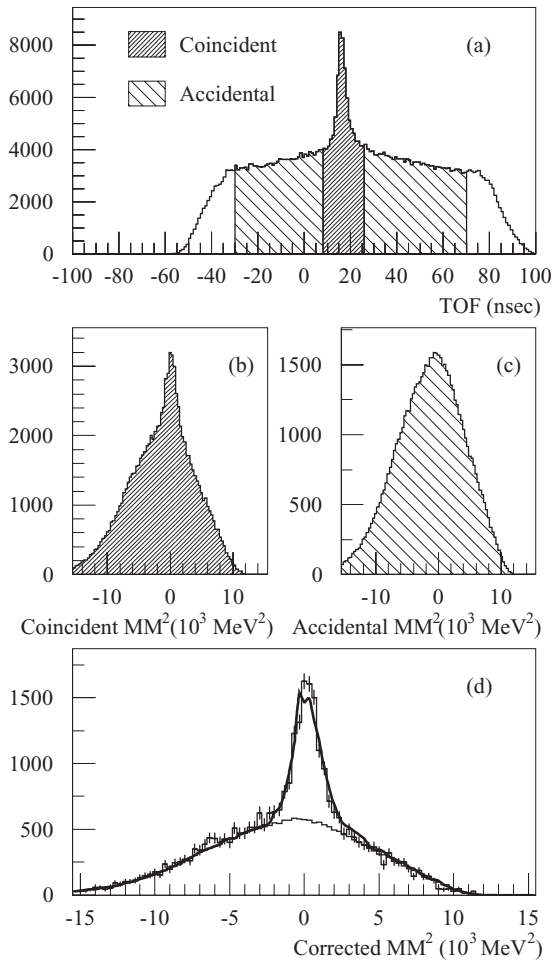 8000
6000
4000
2000
0
Coincident
Accidental
(a)
-100 -80 -60 -40 -20 0 20 40 60 80 100
TOF (nsec)
3000
2000
1000
0
(b)
-10 0 10
Coincident MM²(10³ MeV²)
1500
1000
500
0
(c)
-10 0 10
Accidental MM²(10³ MeV²)
1500
1000
500
0
(d)
-15 -10 -5 0 5 10 15
Corrected MM² (10³ MeV²)